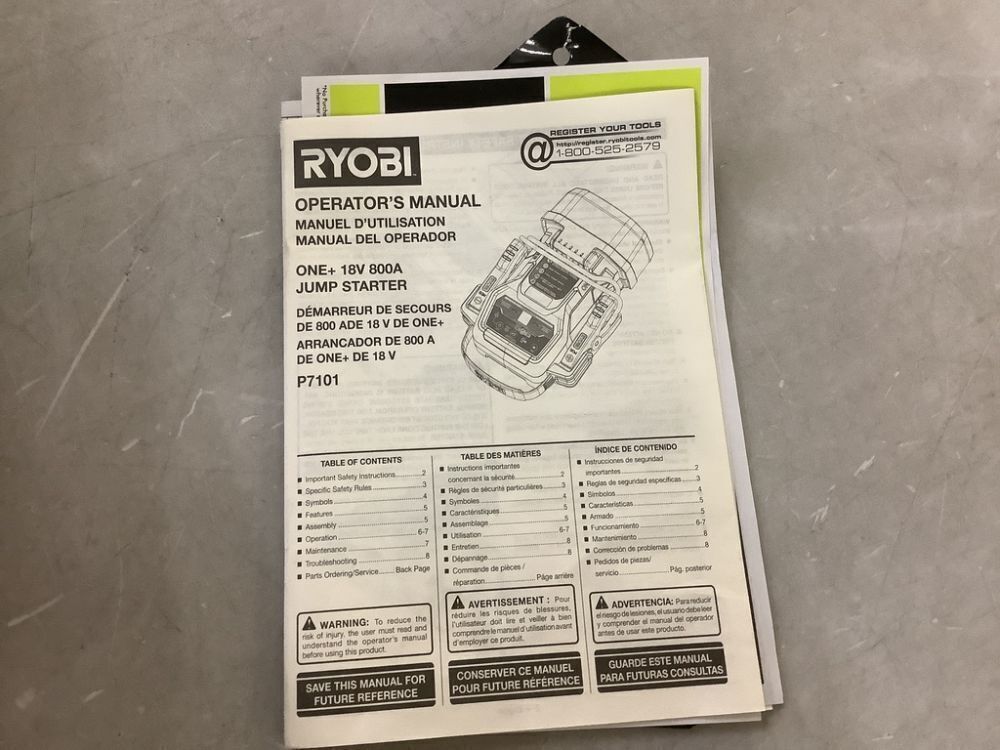 *No Purch
RYOBI
REGISTER YOUR TOOLS
http://register.ryobitools.com
1-800-525-2579
OPERATOR'S MANUAL
MANUEL D'UTILISATION
MANUAL DEL OPERADOR
ONE+ 18V 800A
JUMP STARTER
DÉMARREUR DE SECOURS
DE 800 ADE 18 V DE ONE+
ARRANCADOR DE 800 A
DE ONE+ DE 18 V
P7101
TABLE OF CONTENTS
■ Important Safety Instructions..........2
■ Specific Safety Rules..........3
■ Symbols..........4
■ Features..........5
■ Assembly..........5
■ Operation..........6-7
■ Maintenance..........7
■ Troubleshooting..........8
■ Parts Ordering/Service........Back Page
WARNING: To reduce the
risk of injury, the user must read and
understand the operator's manual
before using this product.
SAVE THIS MANUAL FOR
FUTURE REFERENCE
TABLE DES MATIÈRES
■ Instructions importantes
concernant la sécurité..........2
■ Règles de sécurité particulières..........3
■ Symboles..........4
■ Caractéristiques..........5
■ Assemblage..........5
■ Utilisation..........6-7
■ Entretien..........8
■ Dépannage..........8
■ Commande de pièces /
réparation..........Páge arrière
AVERTISSEMENT : Pour
réduire les risques de blessures,
l'utilisateur doit lire et veiller à bien
comprendre le manuel d'utilisation avant
d'employer ce produit.
CONSERVER CE MANUEL
POUR FUTURE RÉFÉRENCE
ÍNDICE DE CONTENIDO
■ Instrucciones de seguridad
importantes..........2
■ Reglas de seguridad específicas..........3
■ Símbolos..........4
■ Características..........5
■ Armado..........5
■ Funcionamiento..........6-7
■ Mantenimiento..........8
■ Corrección de problemas..........8
■ Pedidos de piezas/
servicio..........Pág. posterior
ADVERTENCIA: Para reducir
el riesgo de lesiones, el usuario debe leer
y comprender el manual del operador
antes de usar este producto.
GUARDE ESTE MANUAL
PARA FUTURAS CONSULTAS